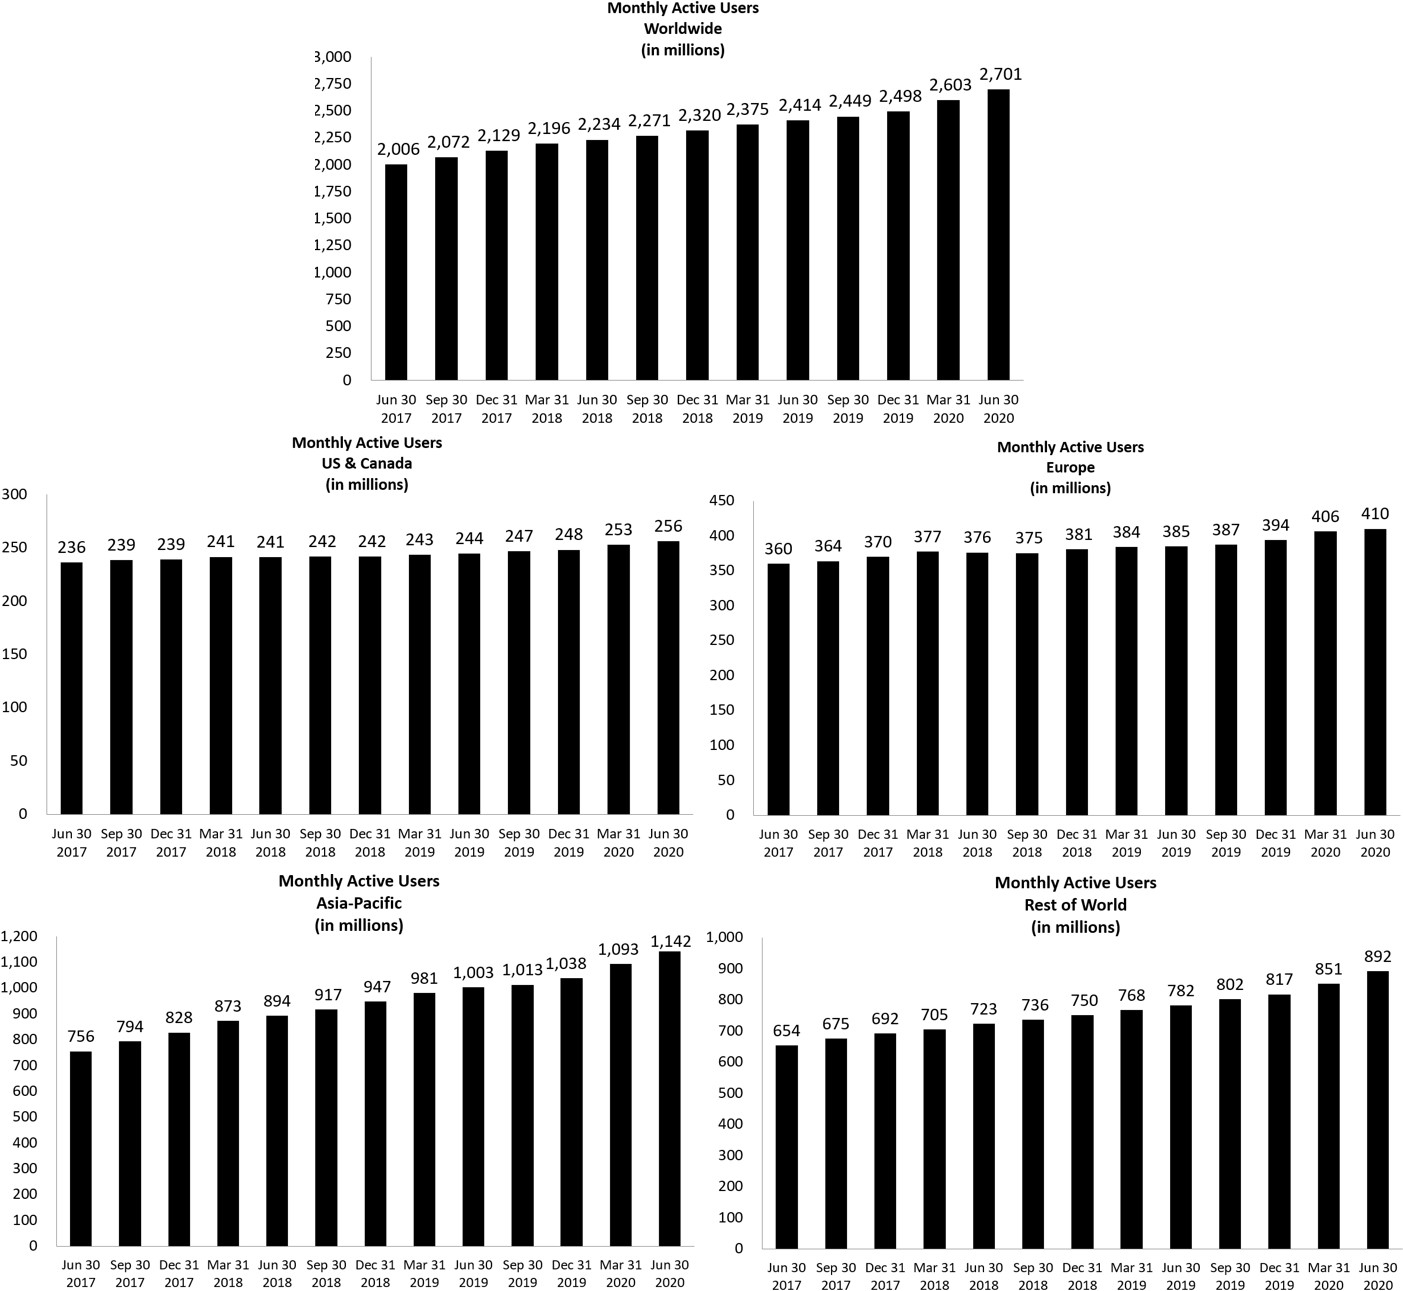 Monthly Active Users
Worldwide
(in millions)
3,000
2,750
2,500
2,250
2,000
1,750
1,500
1,250
1,000
750
500
250
0
2,006 2,072 2,129 2,196 2,234 2,271 2,320 2,375 2,414 2,449 2,498 2,603 2,701
Jun 30 Sep 30 Dec 31 Mar 31 Jun 30 Sep 30 Dec 31 Mar 31 Jun 30 Sep 30 Dec 31 Mar 31 Jun 30
2017 2017 2017 2018 2018 2018 2018 2019 2019 2019 2019 2020 2020
Monthly Active Users
US & Canada
(in millions)
300
250
200
150
100
50
0
236 239 239 241 241 242 242 243 244 247 248 253 256
Jun 30 Sep 30 Dec 31 Mar 31 Jun 30 Sep 30 Dec 31 Mar 31 Jun 30 Sep 30 Dec 31 Mar 31 Jun 30
2017 2017 2017 2018 2018 2018 2018 2019 2019 2019 2019 2020 2020
Monthly Active Users
Europe
(in millions)
450
400
350
300
250
200
150
100
50
0
360 364 370 377 376 375 381 384 385 387 394 406 410
Jun 30 Sep 30 Dec 31 Mar 31 Jun 30 Sep 30 Dec 31 Mar 31 Jun 30 Sep 30 Dec 31 Mar 31 Jun 30
2017 2017 2017 2018 2018 2018 2018 2019 2019 2019 2019 2020 2020
Monthly Active Users
Asia-Pacific
(in millions)
1,200
1,100
1,000
900
800
700
600
500
400
300
200
100
0
756 794 828 873 894 917 947 981 1,003 1,013 1,038 1,093 1,142
Jun 30 Sep 30 Dec 31 Mar 31 Jun 30 Sep 30 Dec 31 Mar 31 Jun 30 Sep 30 Dec 31 Mar 31 Jun 30
2017 2017 2017 2018 2018 2018 2018 2019 2019 2019 2019 2020 2020
Monthly Active Users
Rest of World
(in millions)
1,000
900
800
700
600
500
400
300
200
100
0
654 675 692 705 723 736 750 768 782 802 817 851 892
Jun 30 Sep 30 Dec 31 Mar 31 Jun 30 Sep 30 Dec 31 Mar 31 Jun 30 Sep 30 Dec 31 Mar 31 Jun 30
2017 2017 2017 2018 2018 2018 2018 2019 2019 2019 2019 2020 2020